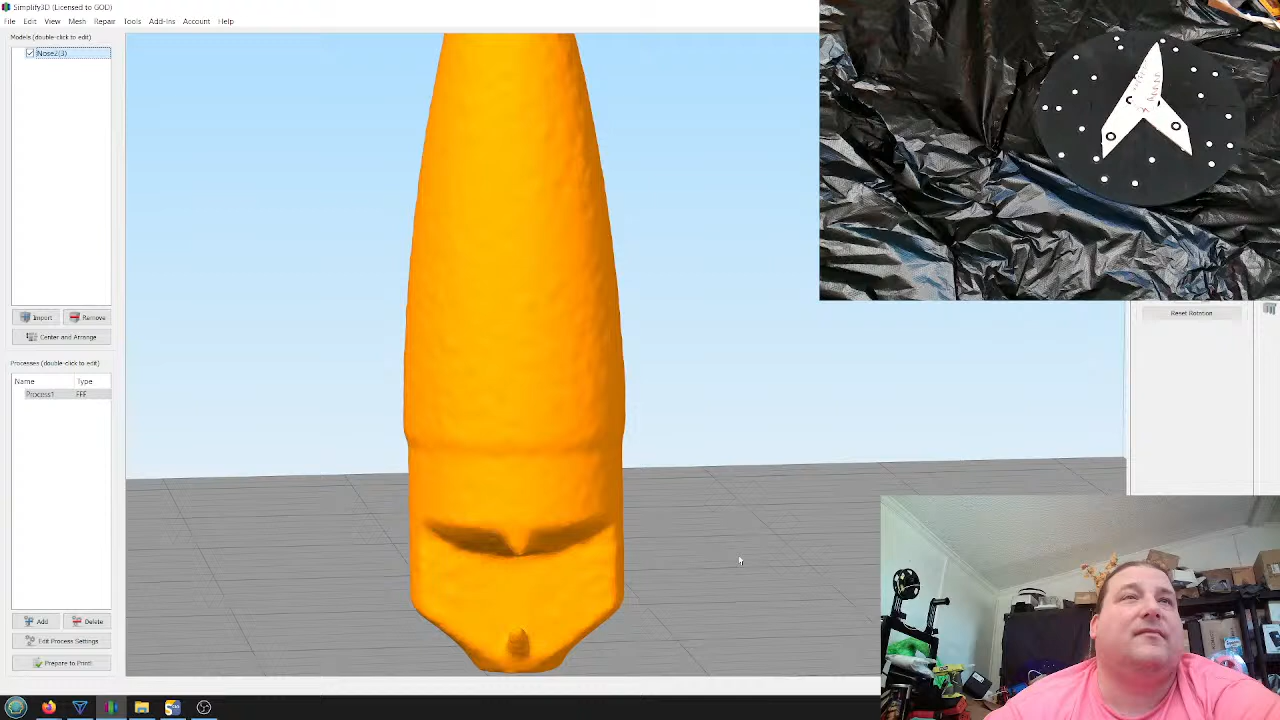 Simplify3D (Licensed to GOD)
File Edit View Mesh Repair Tools Add-Ins Account Help
Models (double-click to edit)
Nose2(3)
Import Remove
Center and Arrange
Reset Rotation
Processes (double-click to edit)
Name Type
Process1 FFF
Add Delete
Edit Process Settings
Prepare to Print!